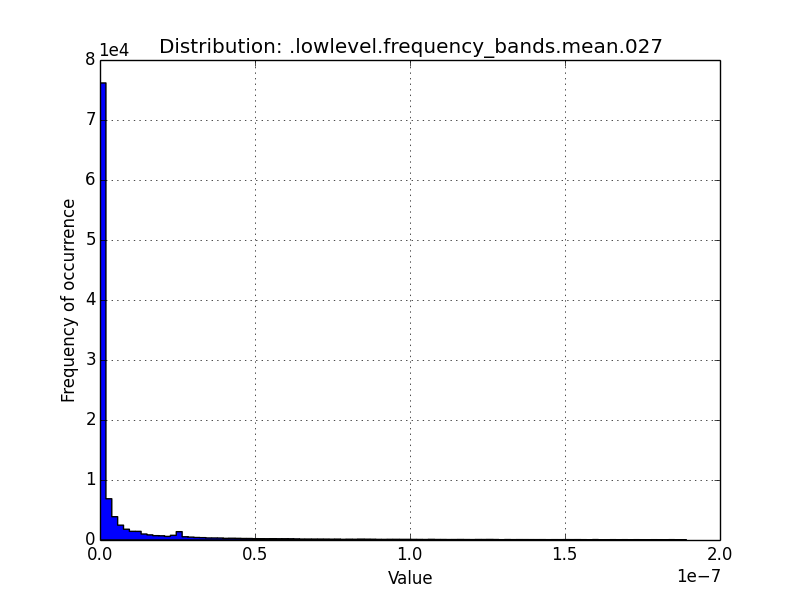 Distribution: .lowlevel.frequency_bands.mean.027
1e4
8
7
6
5
4
3
2
1
0
Frequency of occurrence
0.0 0.5 1.0 1.5 2.0
Value
1e−7